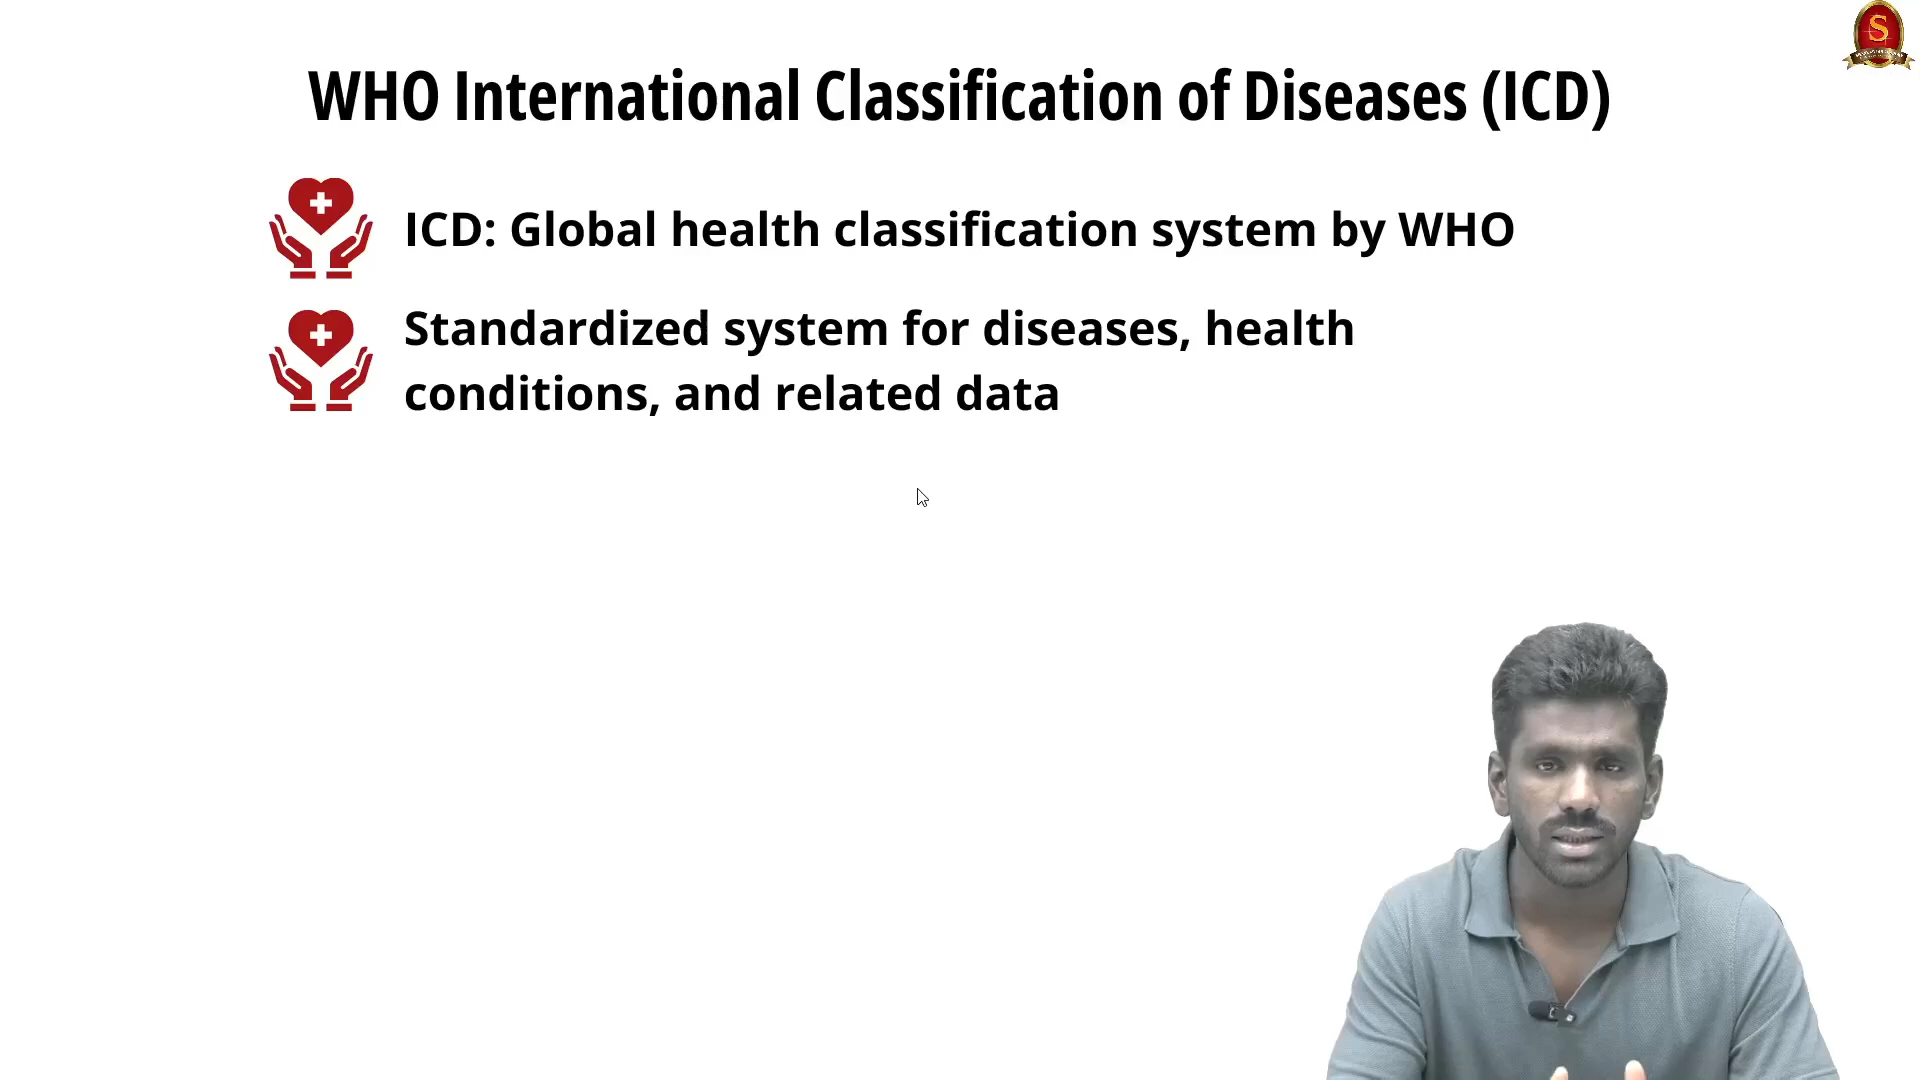 WHO International Classification of Diseases (ICD)
ICD: Global health classification system by WHO
Standardized system for diseases, health
conditions, and related data
S